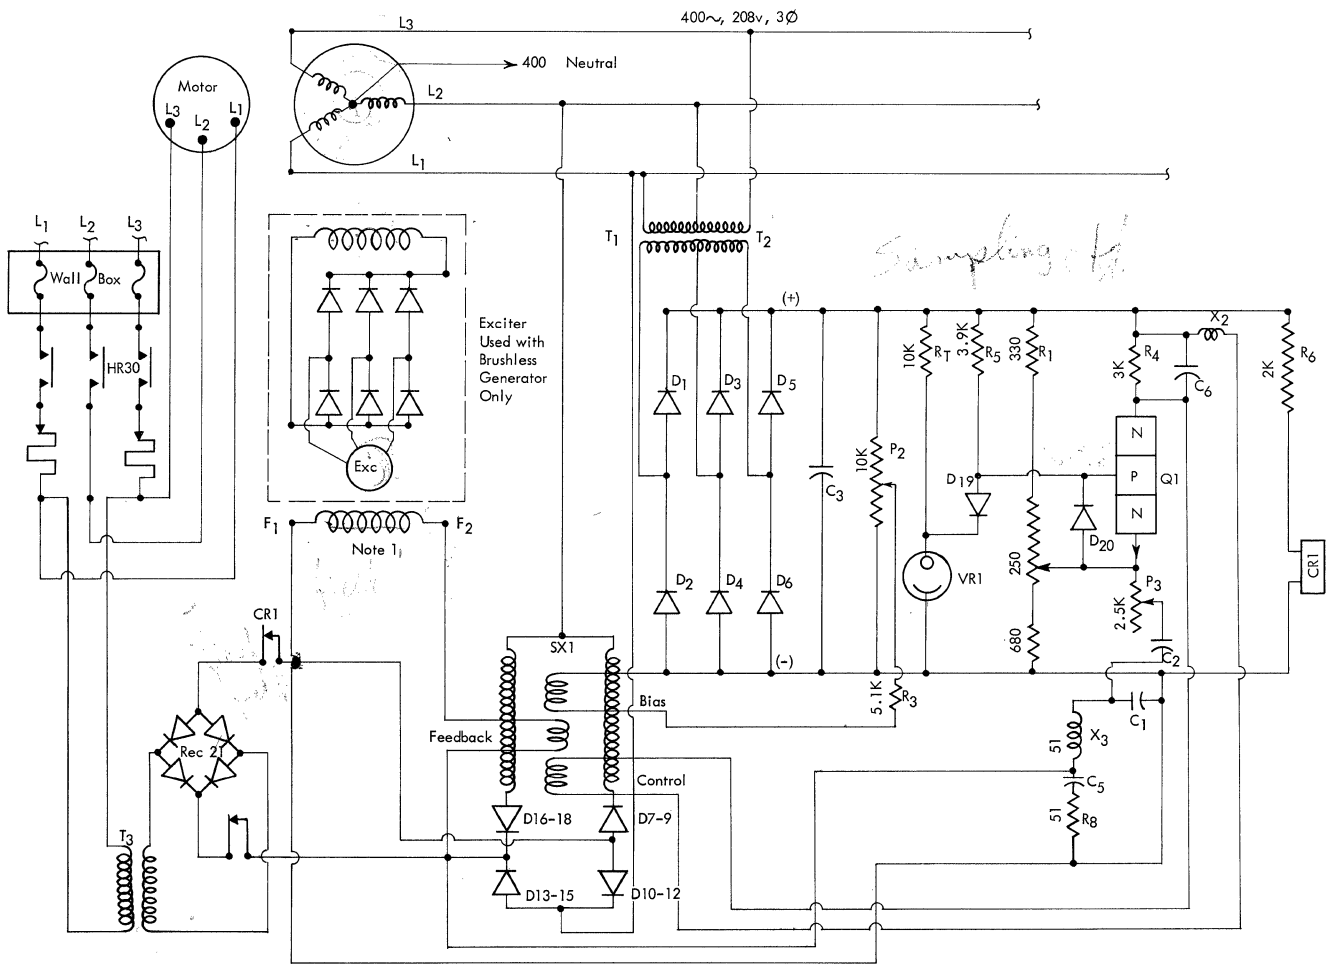 400~, 208v, 3Ø
L3
400 Neutral
Motor
L3
L2
L1
L2
L1
L1
L2
L3
Wall Box
HR30
T1
T2
Sampling
(+)
Exciter
Used with
Brushless
Generator
Only
Exc
F1
F2
Note 1
field
D1
D3
D5
D2
D4
D6
(-)
C3
10K
P2
10K
RT
3.9K
R5
330
R1
3K
R4
X2
C6
2K
R6
N
P
N
Q1
D19
D20
VR1
250
680
P3
2.5K
C2
C1
CR1
CR1
SX1
Bias
Feedback
Control
5.1K
R3
51
X3
C5
51
R8
Rec 21
T3
D16-18
D7-9
D13-15
D10-12